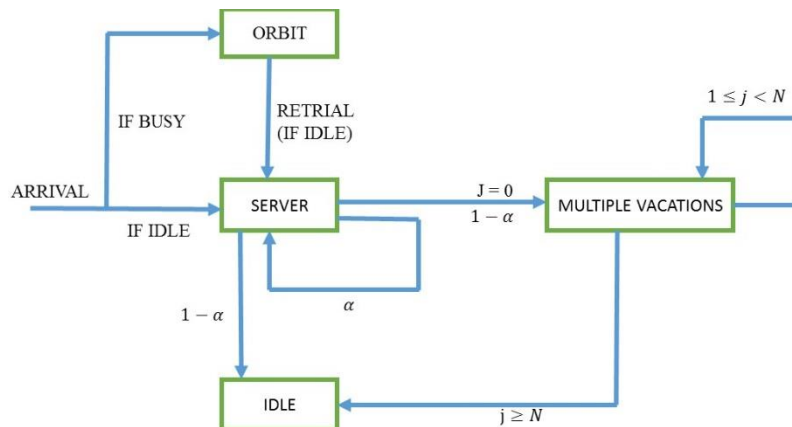 ORBIT
1 ≤ j < N
RETRIAL
(IF IDLE)
IF BUSY
ARRIVAL
SERVER
J = 0
1 − α
MULTIPLE VACATIONS
IF IDLE
α
1 − α
IDLE
j ≥ N